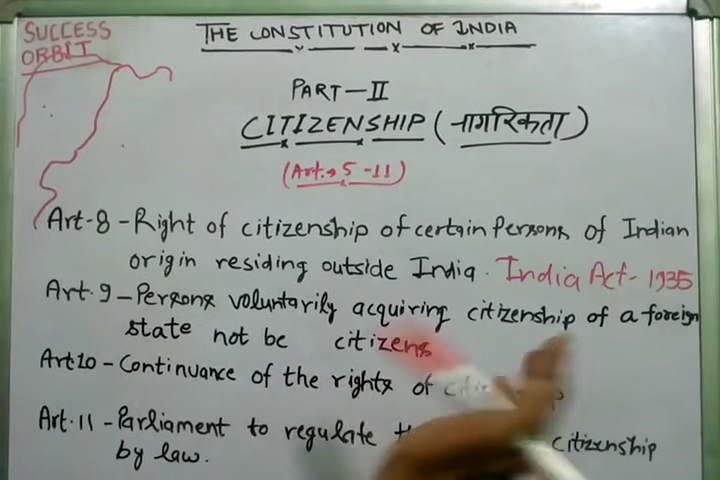 SUCCESS
ORBIT
THE CONSTITUTION OF INDIA
PART-II
CITIZENSHIP (नागरिकता)
(Art.→ 5-11)
Art-8 - Right of citizenship of certain Persons of Indian
origin residing outside India. India Act- 1935
Art.9 - Persons voluntarily acquiring citizenship of a foreign
state not be citizens
Art.10 - Continuance of the rights of
Art.11 - Parliament to regulate citizenship
by law.